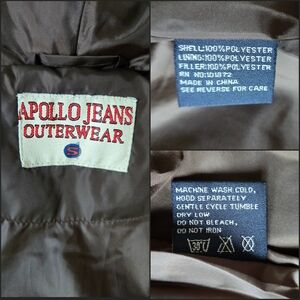 APOLLO JEANS
OUTERWEAR
S
SHELL:100%POLYESTER
LINING:100%POLYESTER
FILLER:100%POLYESTER
RN NO:101872
MADE IN CHINA
SEE REVERSE FOR CARE
MACHINE WASH COLD,
HOOD SEPARATELY
GENTLE CYCLE TUMBLE
DRY LOW
DO NOT BLEACH,
DO NOT IRON